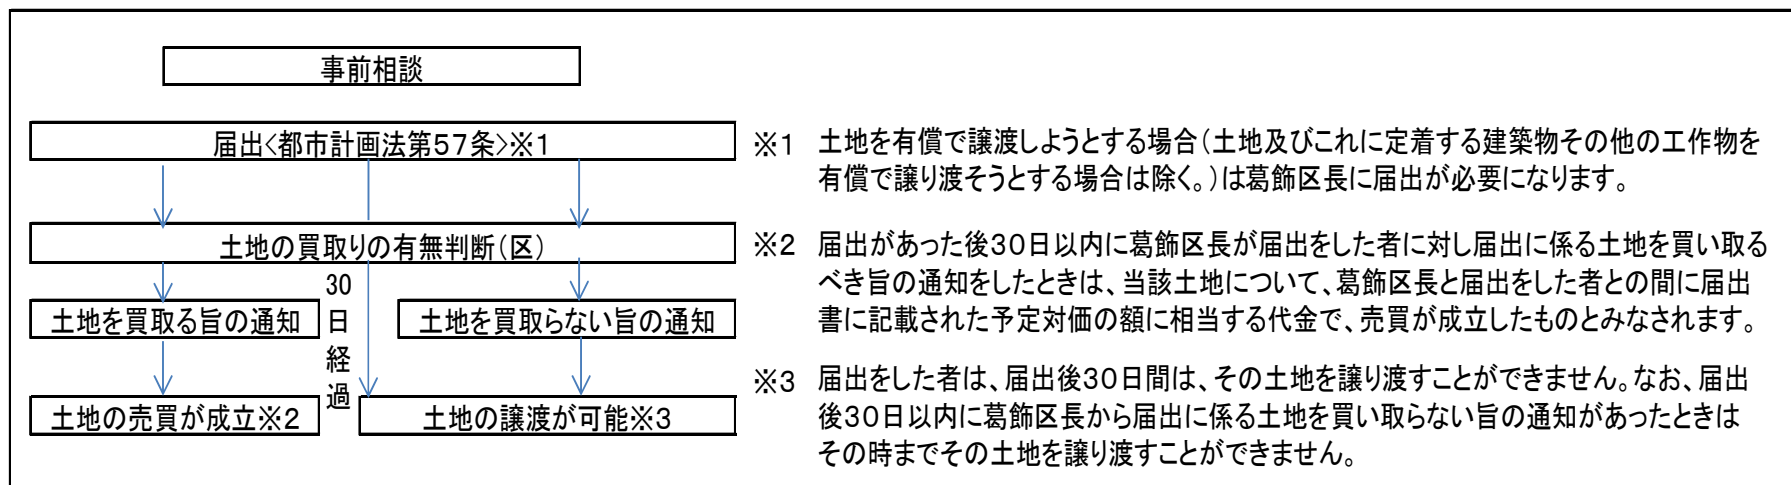 事前相談
届出<都市計画法第57条>※1
土地の買取りの有無判断(区)
30日経過
土地を買取る旨の通知
土地を買取らない旨の通知
土地の売買が成立※2
土地の譲渡が可能※3
※1 土地を有償で譲渡しようとする場合(土地及びこれに定着する建築物その他の工作物を
有償で譲り渡そうとする場合は除く。)は葛飾区長に届出が必要になります。
※2 届出があった後30日以内に葛飾区長が届出をした者に対し届出に係る土地を買い取る
べき旨の通知をしたときは、当該土地について、葛飾区長と届出をした者との間に届出
書に記載された予定対価の額に相当する代金で、売買が成立したものとみなされます。
※3 届出をした者は、届出後30日間は、その土地を譲り渡すことができません。なお、届出
後30日以内に葛飾区長から届出に係る土地を買い取らない旨の通知があったときは
その時までその土地を譲り渡すことができません。